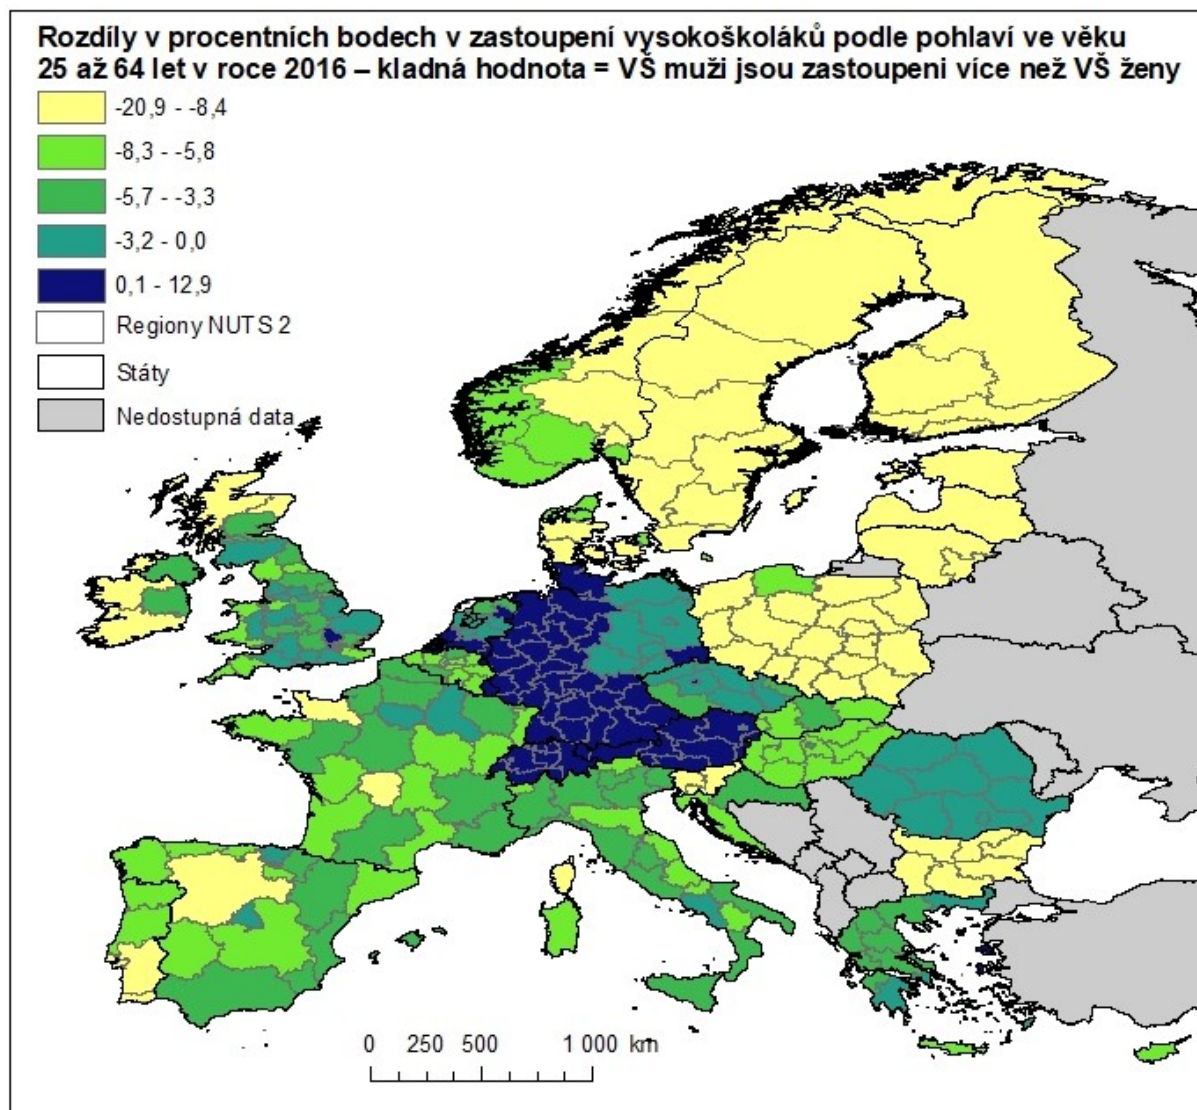 Rozdíly v procentních bodech v zastoupení vysokoškoláků podle pohlaví ve věku
25 až 64 let v roce 2016 – kladná hodnota = VŠ muži jsou zastoupeni více než VŠ ženy
-20,9 - -8,4
-8,3 - -5,8
-5,7 - -3,3
-3,2 - 0,0
0,1 - 12,9
Regiony NUTS 2
Státy
Nedostupná data
0 250 500 1 000 km